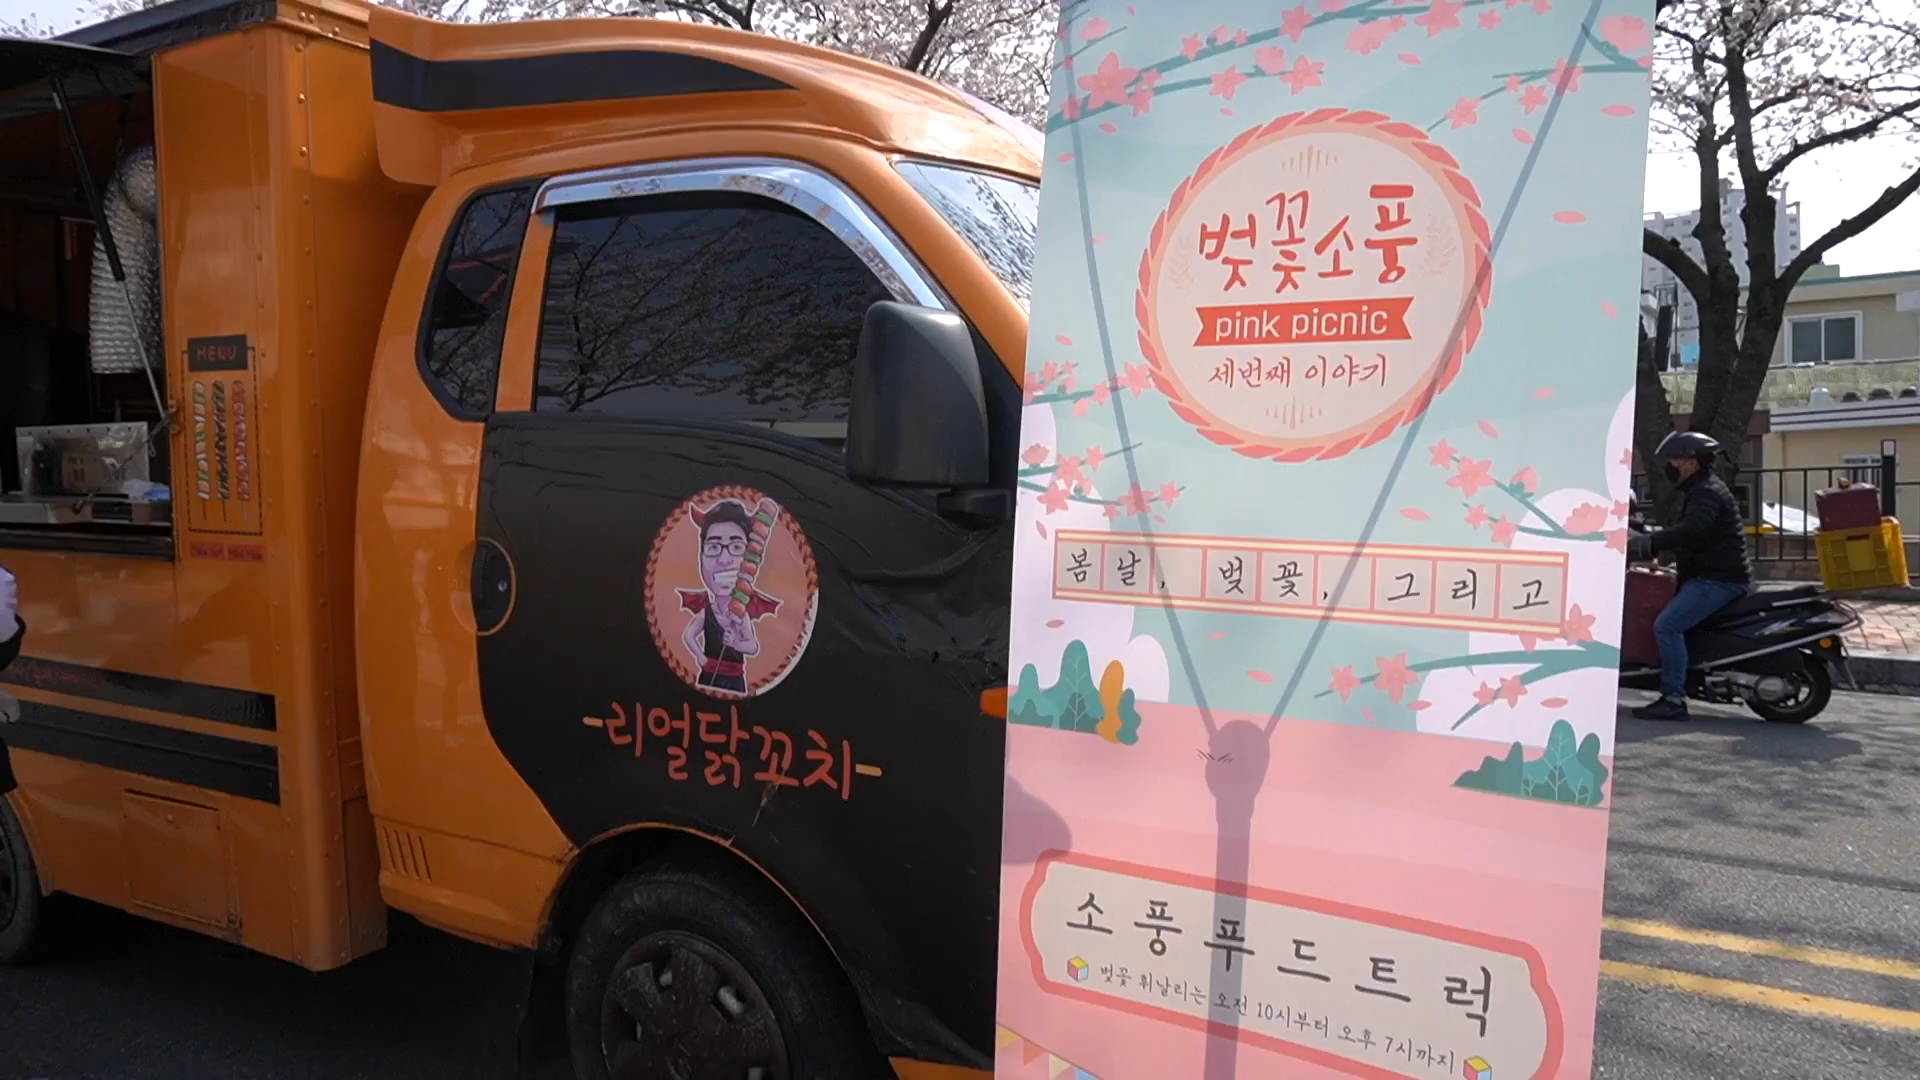 MENU
리얼닭꼬치
벚꽃소풍
pink picnic
세번째 이야기
봄날, 벚꽃, 그리고
소풍푸드트럭
벚꽃 휘날리는 오전 10시부터 오후 7시까지